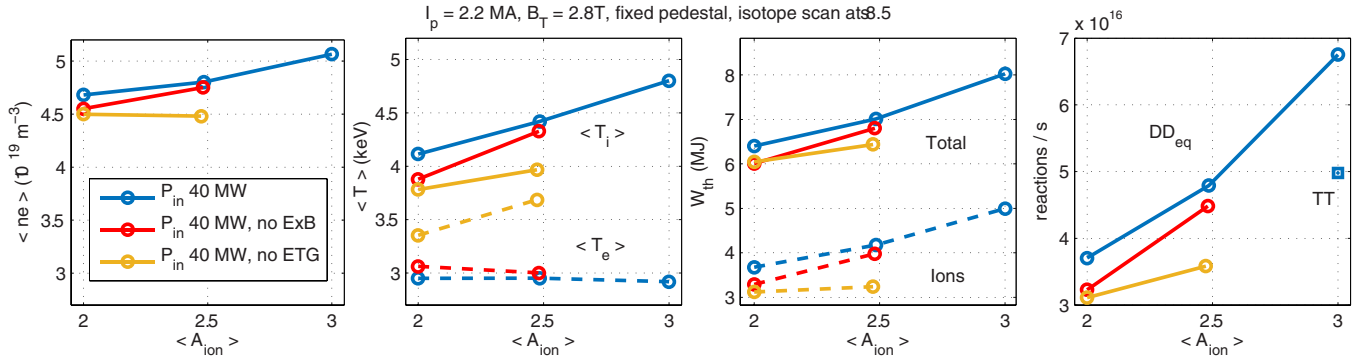 I_p = 2.2 MA, B_T = 2.8T, fixed pedestal, isotope scan at 8.5
< ne > (10^19 m^-3)
5
4.5
4
3.5
3
2
2.5
3
< A_ion >
P_in 40 MW
P_in 40 MW, no ExB
P_in 40 MW, no ETG
< T > (keV)
5
4.5
4
3.5
3
< T_i >
< T_e >
2
2.5
3
< A_ion >
W_th (MJ)
8
7
6
5
4
3
Total
Ions
2
2.5
3
< A_ion >
x 10^16
reactions / s
7
6
5
4
3
DD_eq
TT
2
2.5
3
< A_ion >